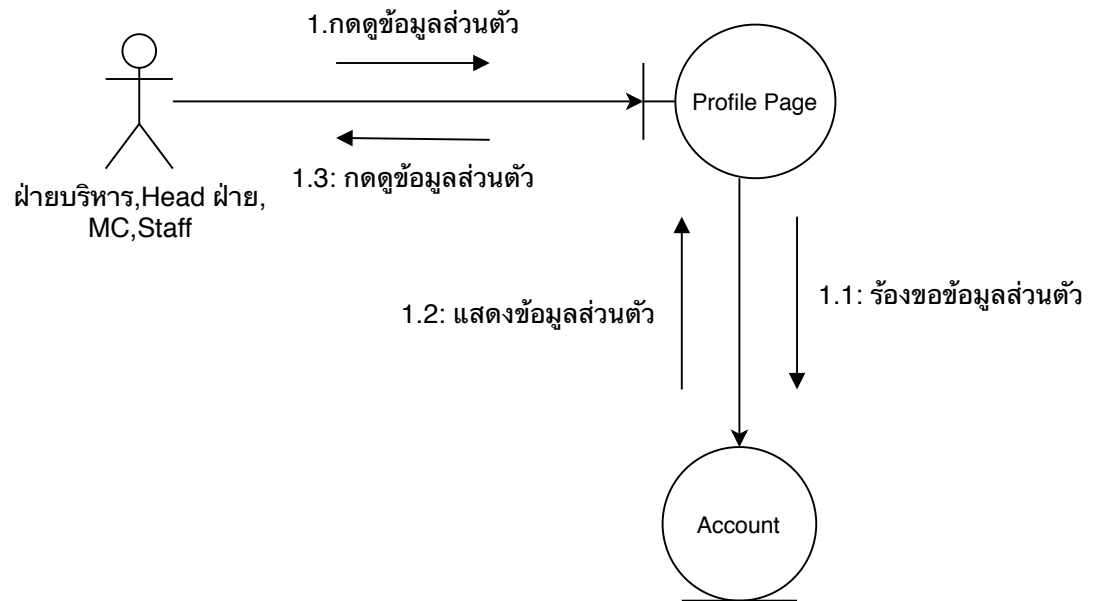 1.กดดูข้อมูลส่วนตัว
Profile Page
1.3: กดดูข้อมูลส่วนตัว
ฝ่ายบริหาร,Head ฝ่าย,
MC,Staff
1.1: ร้องขอข้อมูลส่วนตัว
1.2: แสดงข้อมูลส่วนตัว
Account